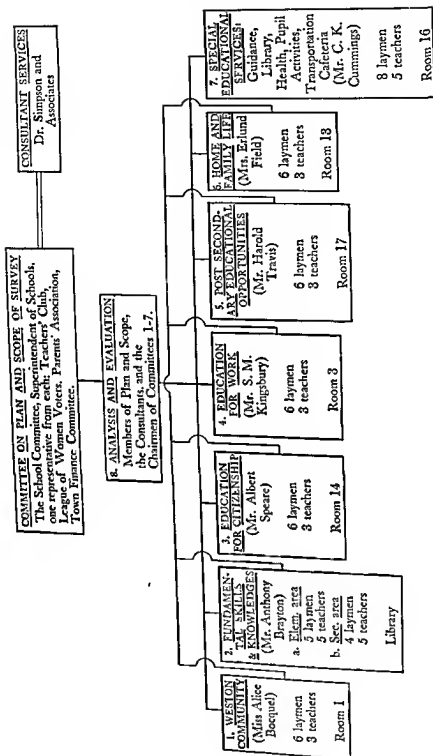 COMMITTEE ON PLAN AND SCOPE OF SURVEY
The School Committee, Superintendent of Schools,
one representative from each; Teachers' Club,
League of Women Voters, Parents' Association,
Town Finance Committee.
CONSULTANT SERVICES
Dr. Simpson and
Associates
8. ANALYSIS AND EVALUATION
Members of Plan and Scope,
the Consultants, and the
Chairmen of Committees 1-7.
1. WESTON
COMMUNITY
(Miss Alice
Bocquel)
6 laymen
3 teachers
Room 1
2. FUNDAMEN-
TAL SKILLS
& KNOWLEDGES
(Mr. Anthony
Brayton)
a. Elem. area
5 laymen
5 teachers
b. Sec. area
4 laymen
5 teachers
Library
3. EDUCATION
FOR CITIZENSHIP
(Mr. Albert
Speare)
6 laymen
3 teachers
Room 14
4. EDUCATION
FOR WORK
(Mr. S. M.
Kingsbury)
6 laymen
3 teachers
Room 3
5. POST SECOND-
ARY EDUCATIONAL
OPPORTUNITIES
(Mr. Harold
Travis)
6 laymen
3 teachers
Room 17
6. HOME AND
FAMILY LIFE
(Mrs. Erlund
Field)
6 laymen
3 teachers
Room 13
7. SPECIAL
EDUCATIONAL
SERVICES:
Guidance,
Library,
Health, Pupil
Activities,
Transportation
Cafeteria
(Mr. C. K.
Cummings)
8 laymen
5 teachers
Room 16